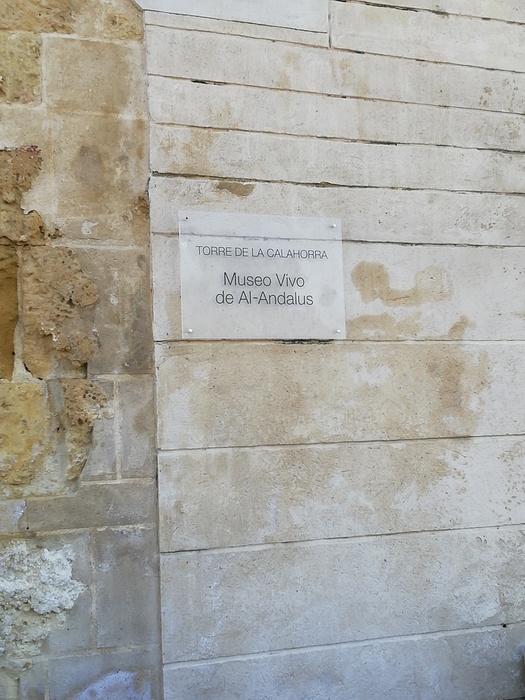 TORRE DE LA CALAHORRA
Museo Vivo
de Al-Andalus